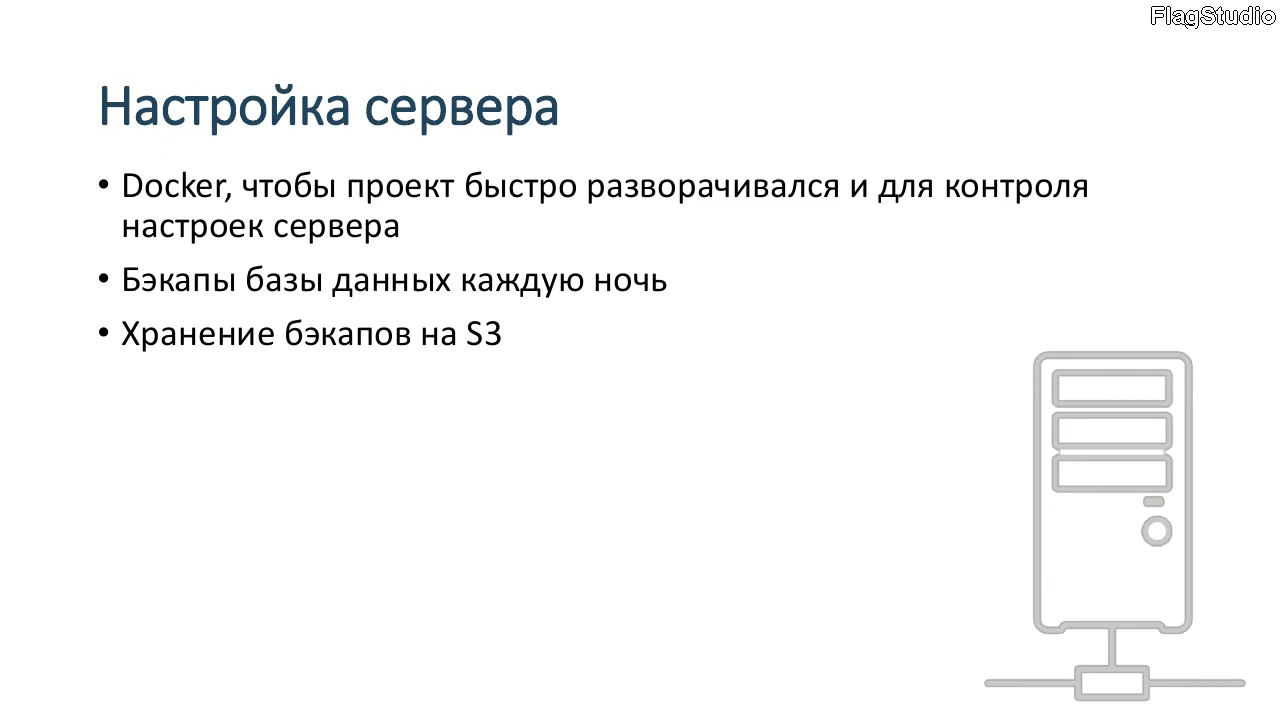 FlagStudio
Настройка сервера
• Docker, чтобы проект быстро разворачивался и для контроля
настроек сервера
• Бэкапы базы данных каждую ночь
• Хранение бэкапов на S3